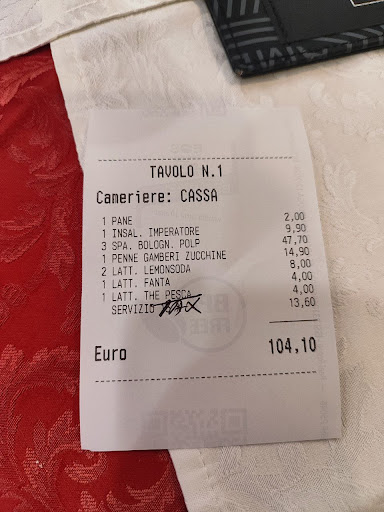 TAVOLO N.1
Cameriere: CASSA
1 PANE 2,00
1 INSAL. IMPERATORE 9,90
3 SPA. BOLOGN. POLP 47,70
1 PENNE GAMBERI ZUCCHINE 14,90
2 LATT. LEMONSODA 8,00
1 LATT. FANTA 4,00
1 LATT. THE PESCA 4,00
SERVIZIO TAX 13,60
Euro 104,10